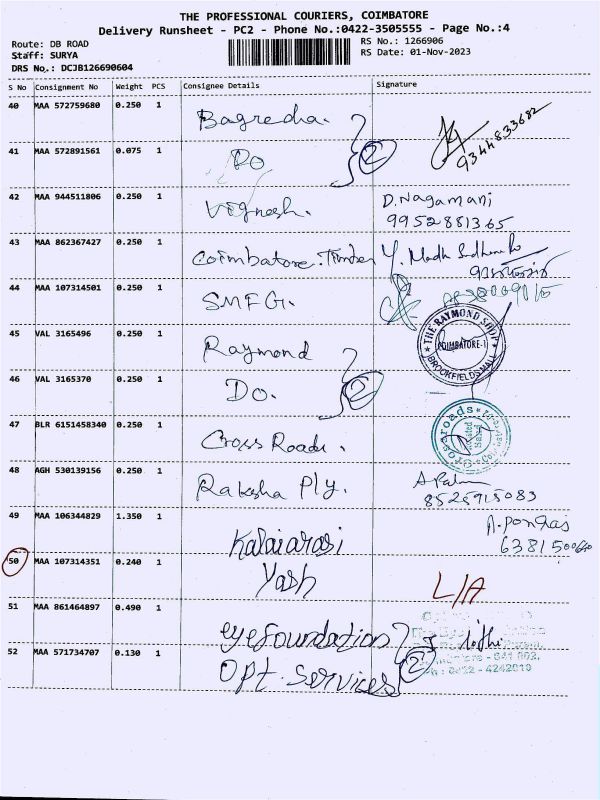 THE PROFESSIONAL COURIERS, COIMBATORE
Delivery Runsheet - PC2 - Phone No.:0422-3505555 - Page No.:4
Route: DB ROAD
Staff: SURYA
DRS No.: DCJB126690604
RS No.: 1266906
RS Date: 01-Nov-2023
S No Consignment No Weight PCS Consignee Details Signature
40 MAA 572759680 0.250 1 Bagrecha. 9344833682
41 MAA 572891561 0.075 1 Do 2
42 MAA 944511806 0.250 1 Vignesh. D. Nagamani
9952881365
43 MAA 862367427 0.250 1 Coimbatore. Timber Y.
44 MAA 107314501 0.250 1 SMFG.
45 VAL 3165496 0.250 1 Raymond THE RAYMOND SHOP
COIMBATORE-1
BROOKFIELDS MALL
46 VAL 3165370 0.250 1 Do. 2
47 BLR 6151458340 0.250 1 Cross Roads. Crossroads
48 AGH 530139156 0.250 1 Raksha Ply.
8525915083
49 MAA 106344829 1.350 1 Kalaiarasi
50 MAA 107314351 0.240 1 Yash L/A
51 MAA 861464897 0.490 1 eyefoundation
52 MAA 571734707 0.130 1 Opt. Services 2